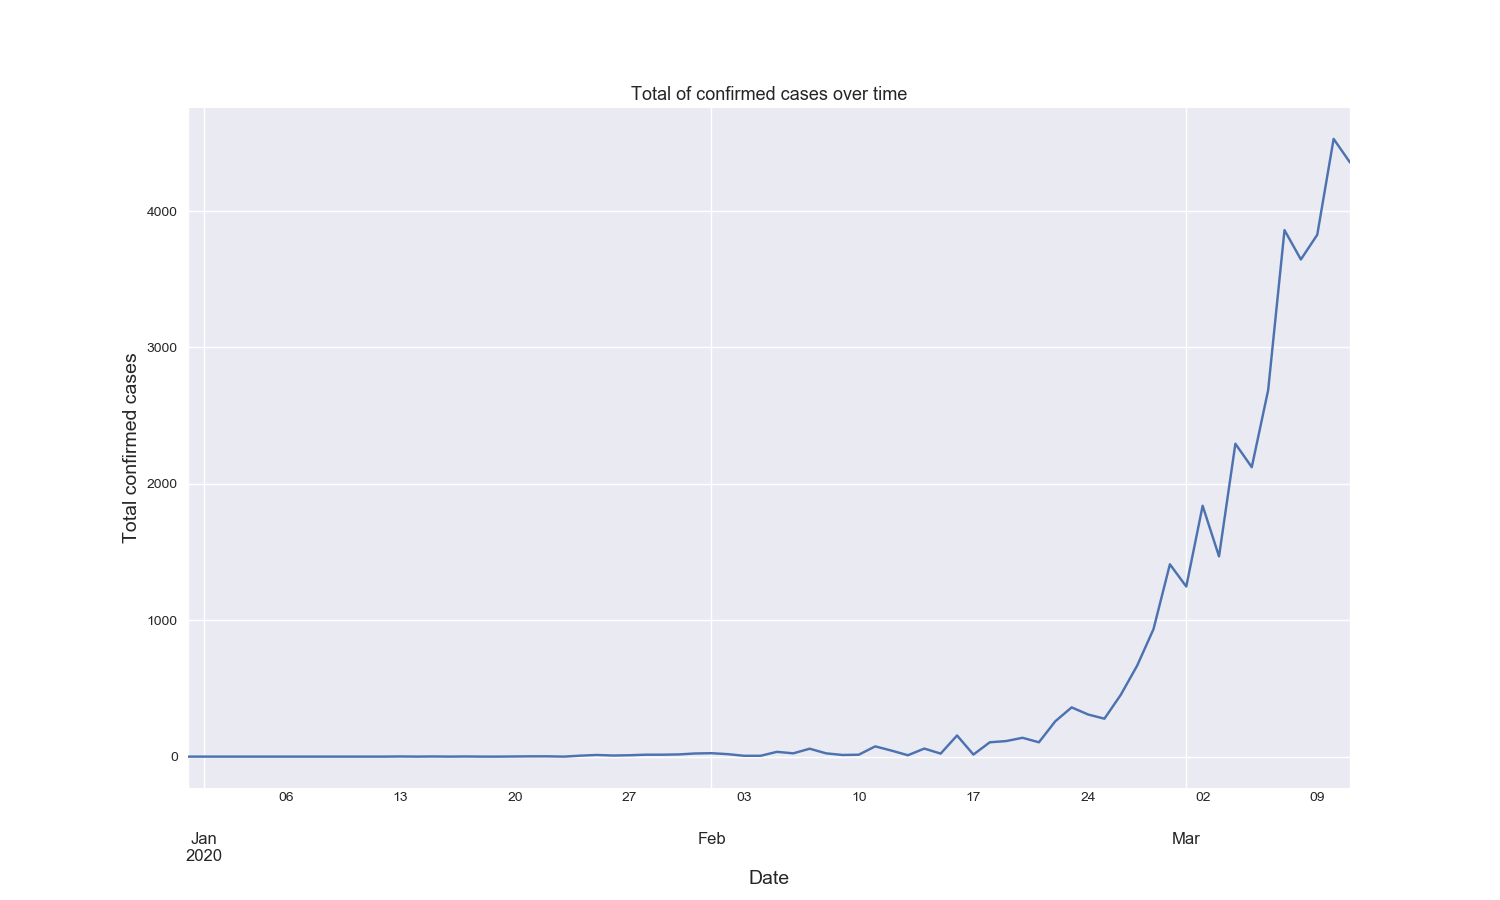 Total of confirmed cases over time
Total confirmed cases
4000
3000
2000
1000
0
06 13 20 27 03 10 17 24 02 09
Jan Feb Mar
2020
Date